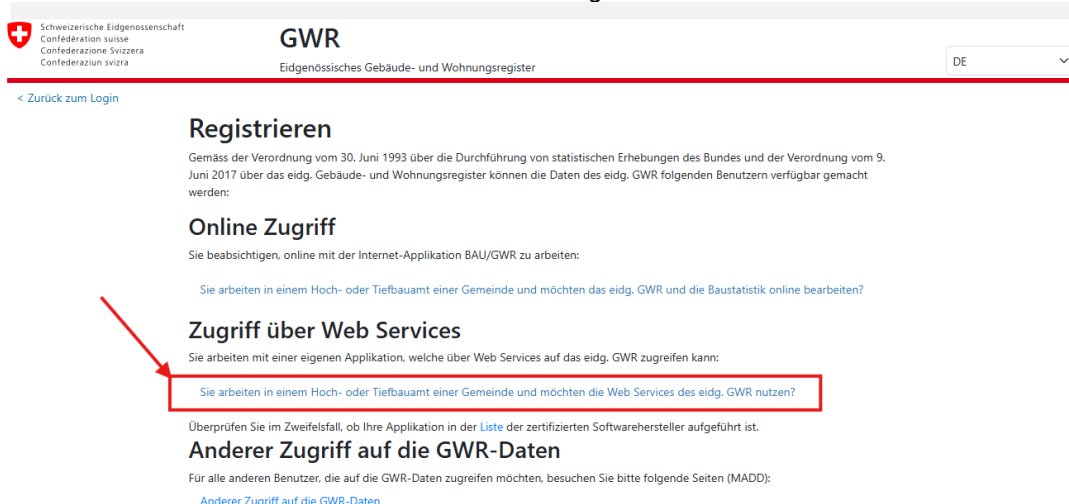 Schweizerische Eidgenossenschaft
Confédération suisse
Confederazione Svizzera
Confederaziun svizra
GWR
Eidgenössisches Gebäude- und Wohnungsregister
DE
< Zurück zum Login
Registrieren
Gemäss der Verordnung vom 30. Juni 1993 über die Durchführung von statistischen Erhebungen des Bundes und der Verordnung vom 9.
Juni 2017 über das eidg. Gebäude- und Wohnungsregister können die Daten des eidg. GWR folgenden Benutzern verfügbar gemacht
werden:
Online Zugriff
Sie beabsichtigen, online mit der Internet-Applikation BAU/GWR zu arbeiten:
Sie arbeiten in einem Hoch- oder Tiefbauamt einer Gemeinde und möchten das eidg. GWR und die Baustatistik online bearbeiten?
Zugriff über Web Services
Sie arbeiten mit einer eigenen Applikation, welche über Web Services auf das eidg. GWR zugreifen kann:
Sie arbeiten in einem Hoch- oder Tiefbauamt einer Gemeinde und möchten die Web Services des eidg. GWR nutzen?
Überprüfen Sie im Zweifelsfall, ob Ihre Applikation in der Liste der zertifizierten Softwarehersteller aufgeführt ist.
Anderer Zugriff auf die GWR-Daten
Für alle anderen Benutzer, die auf die GWR-Daten zugreifen möchten, besuchen Sie bitte folgende Seiten (MADD):
Anderer Zugriff auf die GWR-Daten